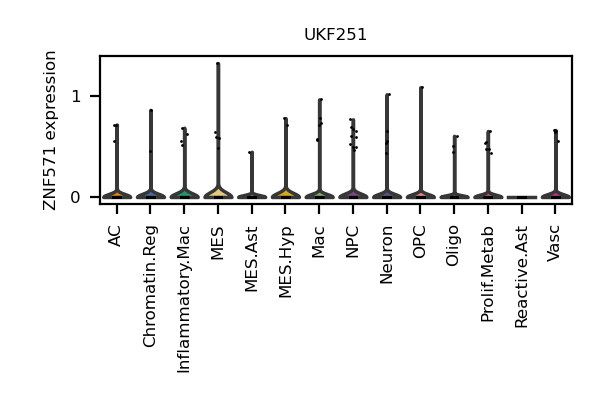 UKF251
ZNF571 expression
1
0
AC
Chromatin.Reg
Inflammatory.Mac
MES
MES.Ast
MES.Hyp
Mac
NPC
Neuron
OPC
Oligo
Prolif.Metab
Reactive.Ast
Vasc